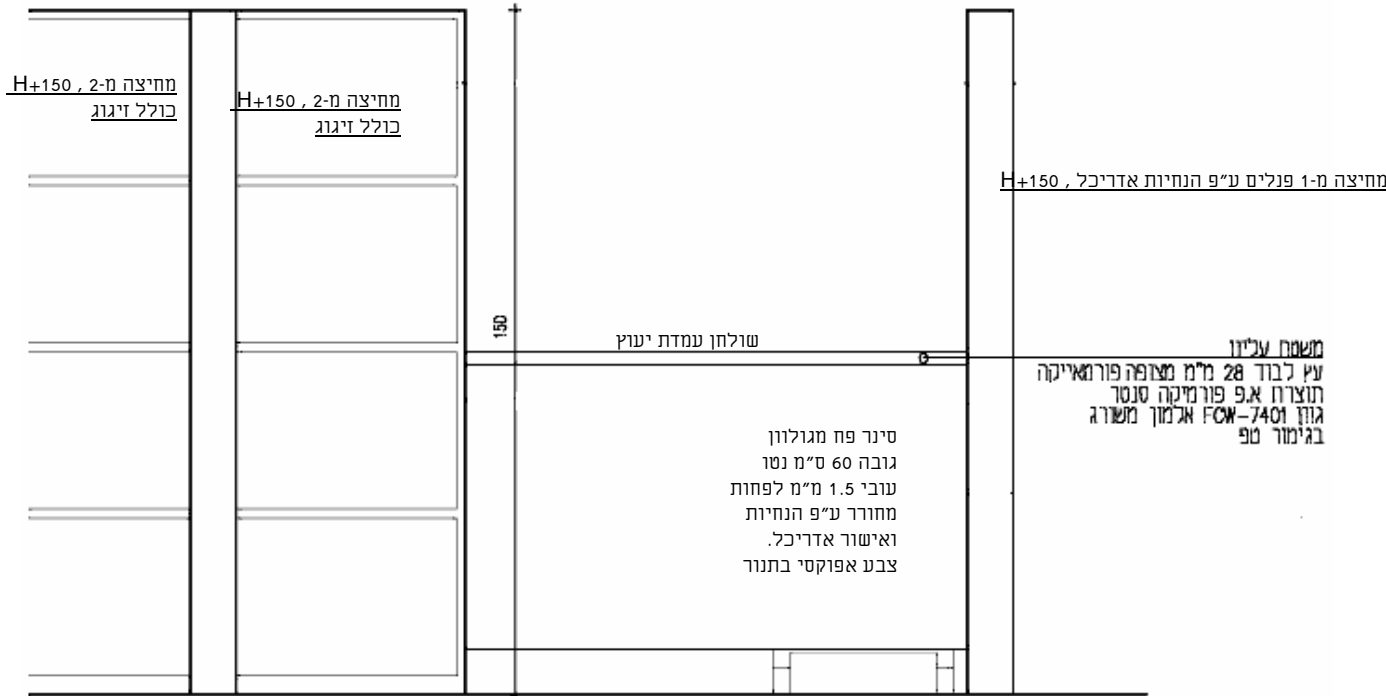 מחיצה מ-2 , H+150
כולל זיגוג
מחיצה מ-2 , H+150
כולל זיגוג
מחיצה מ-1 פנלים ע״פ הנחיות אדריכל , H+150
150
שולחן עמדת יעוץ
משטח עליון
עץ לבוד 28 מ"מ מצופה פורמאייקה
תוצרת א.פ פורמיקה סנטר
גוון FCW-7401 אלמון משורג
בגימור טפ
סינר פח מגולוון
גובה 60 ס״מ נטו
עובי 1.5 מ״מ לפחות
מחורר ע״פ הנחיות
ואישור אדריכל.
צבע אפוקסי בתנור